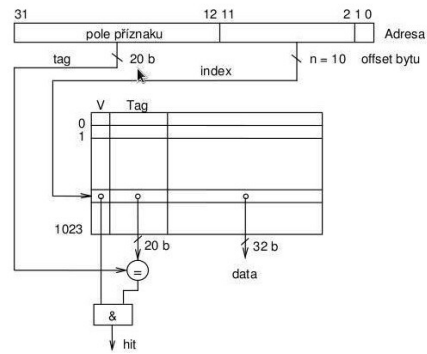 31 12 11 2 1 0
pole příznaku Adresa
tag 20 b n = 10 offset bytu
index
V Tag
0
1
1023
20 b 32 b
= data
&
hit